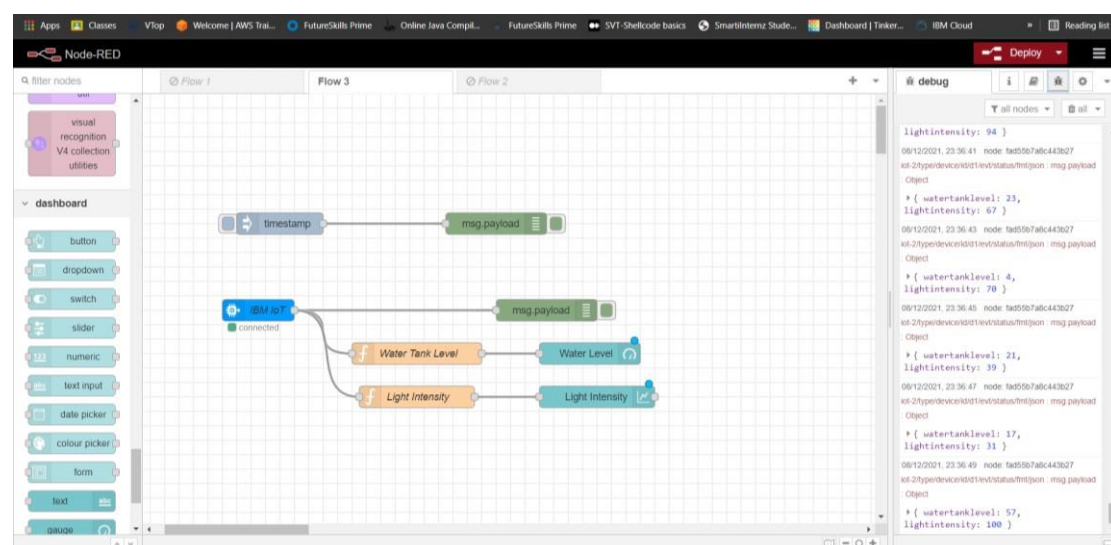 Apps Classes VTop Welcome | AWS Trai... FutureSkills Prime Online Java Compil... FutureSkills Prime SVT-Shellcode basics SmartiInternz Stude... Dashboard | Tinker... IBM Cloud » Reading list
Node-RED Deploy
filter nodes
Flow 1 Flow 3 Flow 2
debug
all nodes all
visual
recognition
V4 collection
utilities
dashboard
button
dropdown
switch
slider
numeric
text input
date picker
colour picker
form
text abc
gauge
timestamp msg.payload
IBM IoT msg.payload
connected
Water Tank Level Water Level
Light Intensity Light Intensity
lightintensity: 94 }
08/12/2021, 23:36:41 node: fad55b7a8c443b27
iot-2/type/device/id/d1/evt/status/fmt/json : msg.payload
: Object
{ watertanklevel: 23,
lightintensity: 67 }
08/12/2021, 23:36:43 node: fad55b7a8c443b27
iot-2/type/device/id/d1/evt/status/fmt/json : msg.payload
: Object
{ watertanklevel: 4,
lightintensity: 70 }
08/12/2021, 23:36:45 node: fad55b7a8c443b27
iot-2/type/device/id/d1/evt/status/fmt/json : msg.payload
: Object
{ watertanklevel: 21,
lightintensity: 39 }
08/12/2021, 23:36:47 node: fad55b7a8c443b27
iot-2/type/device/id/d1/evt/status/fmt/json : msg.payload
: Object
{ watertanklevel: 17,
lightintensity: 31 }
08/12/2021, 23:36:49 node: fad55b7a8c443b27
iot-2/type/device/id/d1/evt/status/fmt/json : msg.payload
: Object
{ watertanklevel: 57,
lightintensity: 100 }